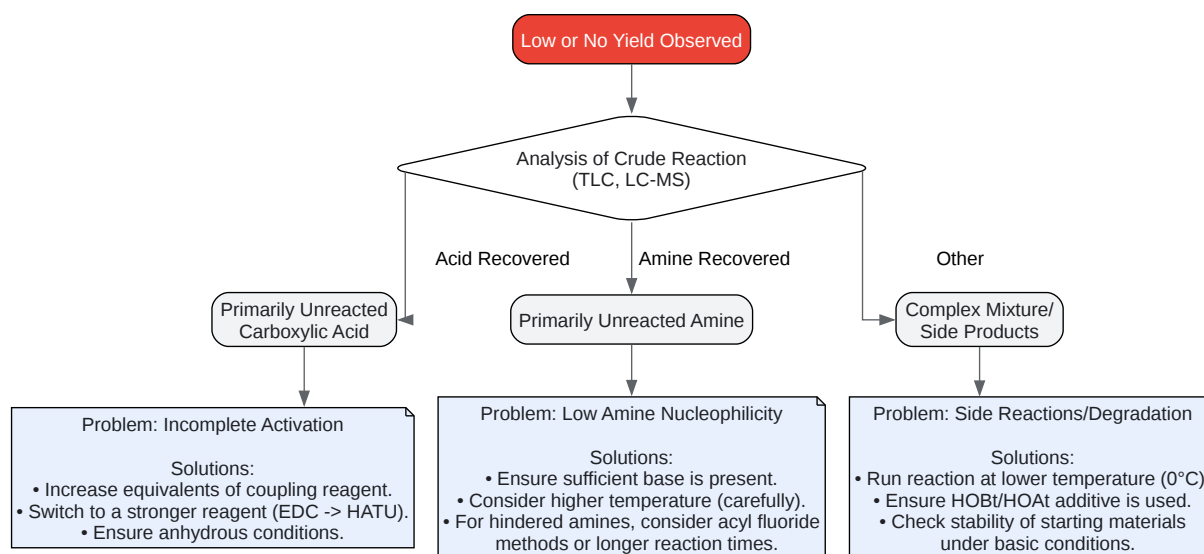 Low or No Yield Observed
Analysis of Crude Reaction
(TLC, LC-MS)
Acid Recovered
Amine Recovered
Other
Primarily Unreacted
Carboxylic Acid
Primarily Unreacted Amine
Complex Mixture/
Side Products
Problem: Incomplete Activation
Solutions:
• Increase equivalents of coupling reagent.
• Switch to a stronger reagent (EDC -> HATU).
• Ensure anhydrous conditions.
Problem: Low Amine Nucleophilicity
Solutions:
• Ensure sufficient base is present.
• Consider higher temperature (carefully).
• For hindered amines, consider acyl fluoride
methods or longer reaction times.
Problem: Side Reactions/Degradation
Solutions:
• Run reaction at lower temperature (0°C).
• Ensure HOBt/HOAt additive is used.
• Check stability of starting materials
under basic conditions.